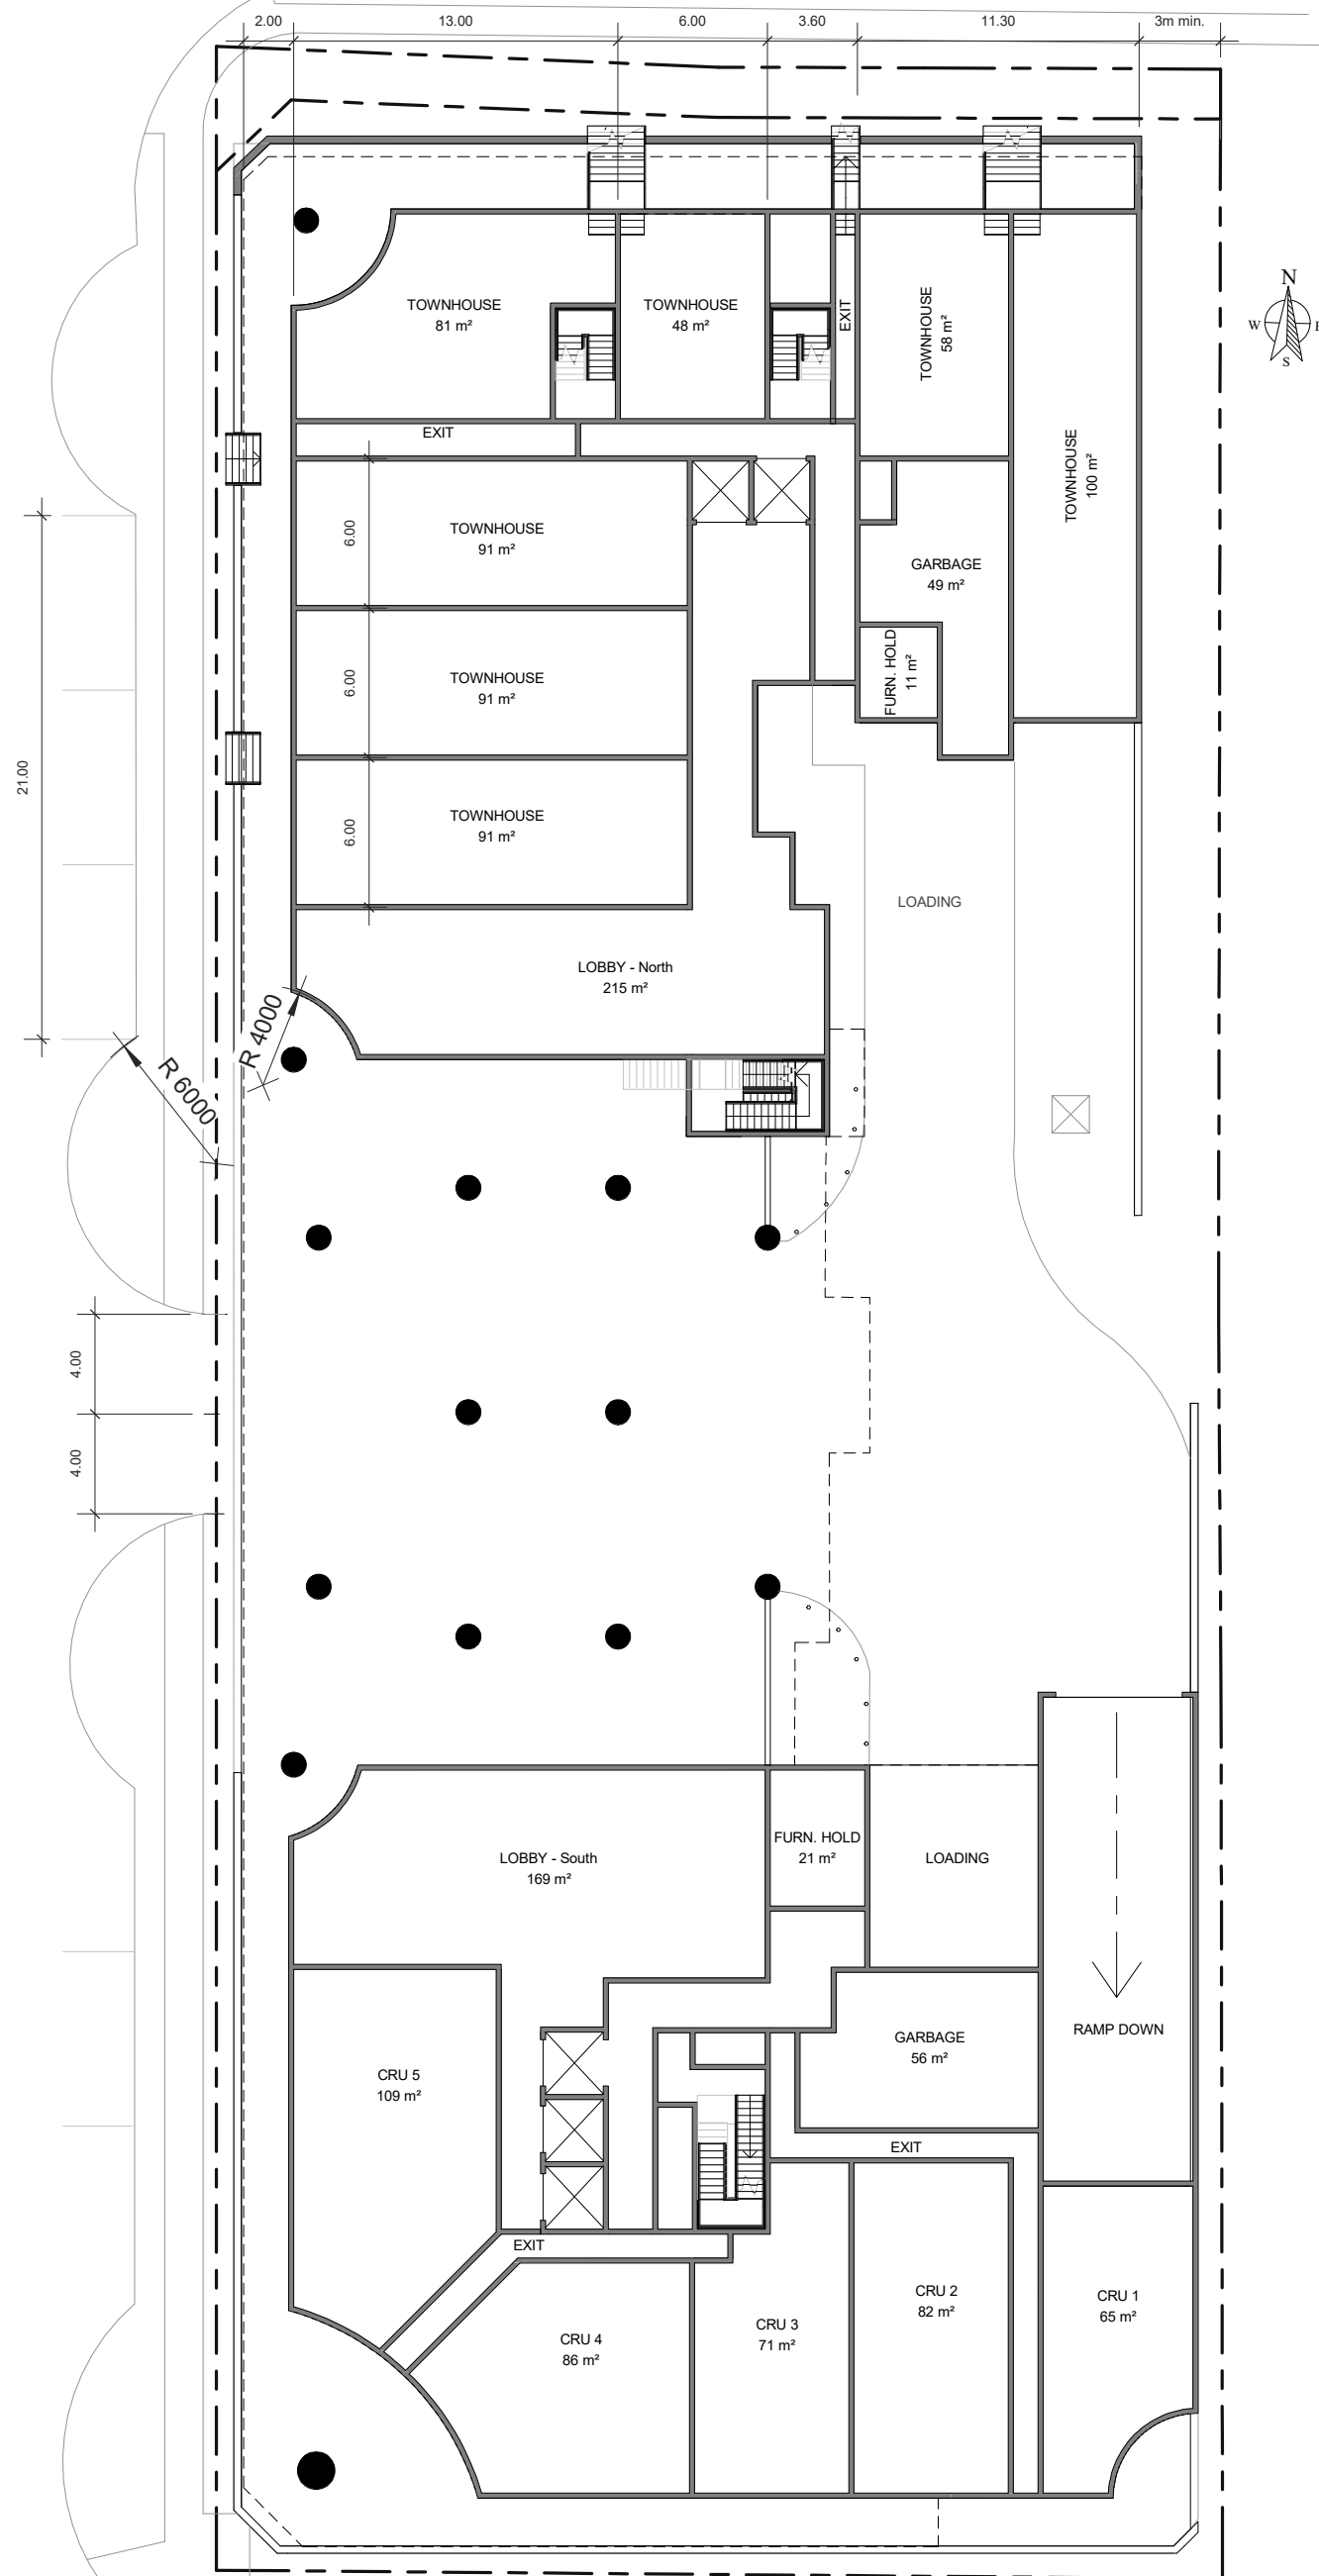 2.00
13.00
6.00
3.60
11.30
3m min.
N
W
E
S
TOWNHOUSE
81 m²
TOWNHOUSE
48 m²
EXIT
TOWNHOUSE
58 m²
TOWNHOUSE
100 m²
EXIT
6.00
TOWNHOUSE
91 m²
GARBAGE
49 m²
6.00
TOWNHOUSE
91 m²
FURN. HOLD
11 m²
21.00
6.00
TOWNHOUSE
91 m²
LOADING
LOBBY - North
215 m²
R 4000
R 6000
4.00
4.00
LOBBY - South
169 m²
FURN. HOLD
21 m²
LOADING
RAMP DOWN
GARBAGE
56 m²
CRU 5
109 m²
EXIT
EXIT
CRU 4
86 m²
CRU 3
71 m²
CRU 2
82 m²
CRU 1
65 m²